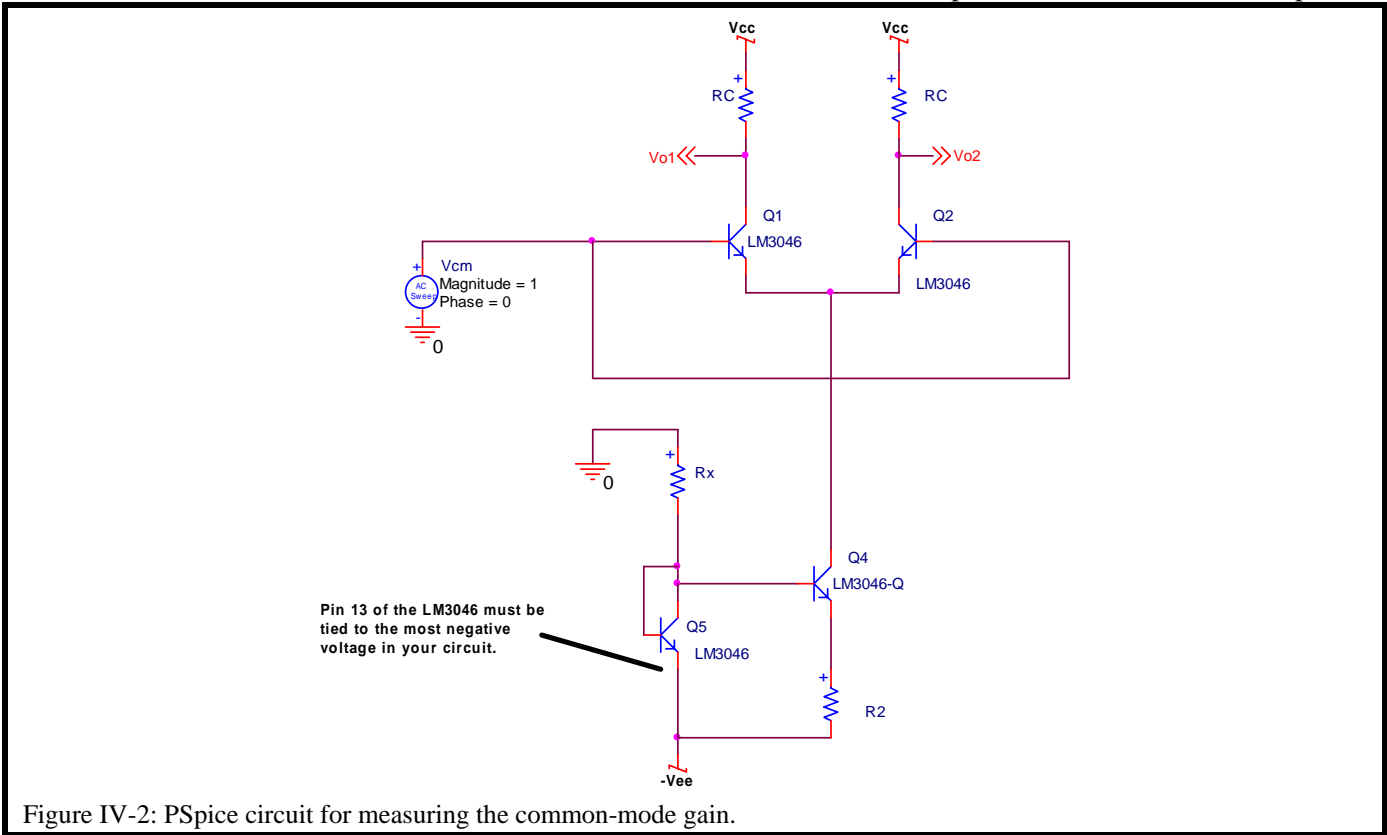 Vcc
Vcc
RC
RC
Vo1
Vo2
Q1
LM3046
Q2
LM3046
Vcm
AC
Sweep
Magnitude = 1
Phase = 0
0
0
Rx
Q4
LM3046-Q
Pin 13 of the LM3046 must be
tied to the most negative
voltage in your circuit.
Q5
LM3046
R2
-Vee
Figure IV-2: PSpice circuit for measuring the common-mode gain.